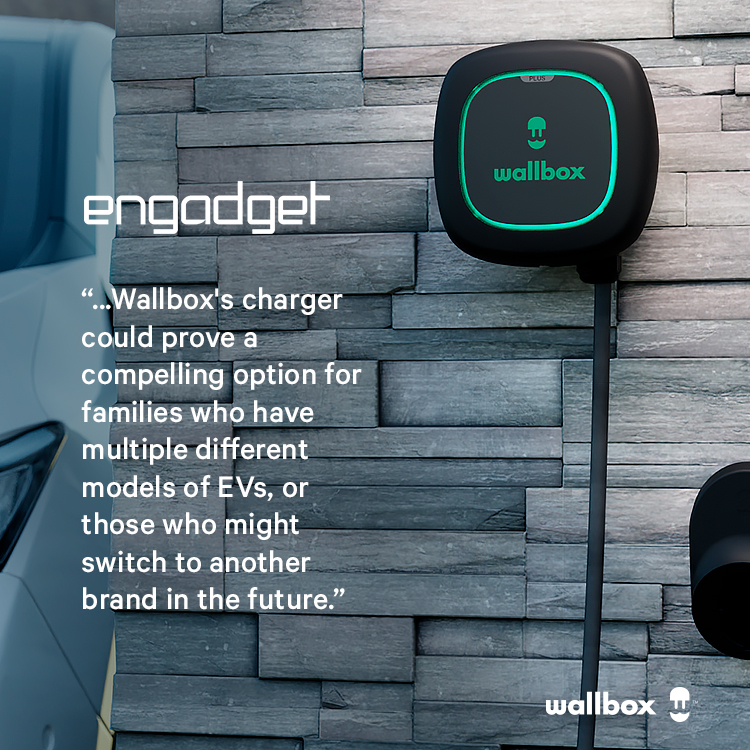 PLUS
wallbox
engadget
“...Wallbox's charger
could prove a
compelling option for
families who have
multiple different
models of EVs, or
those who might
switch to another
brand in the future.”
wallbox